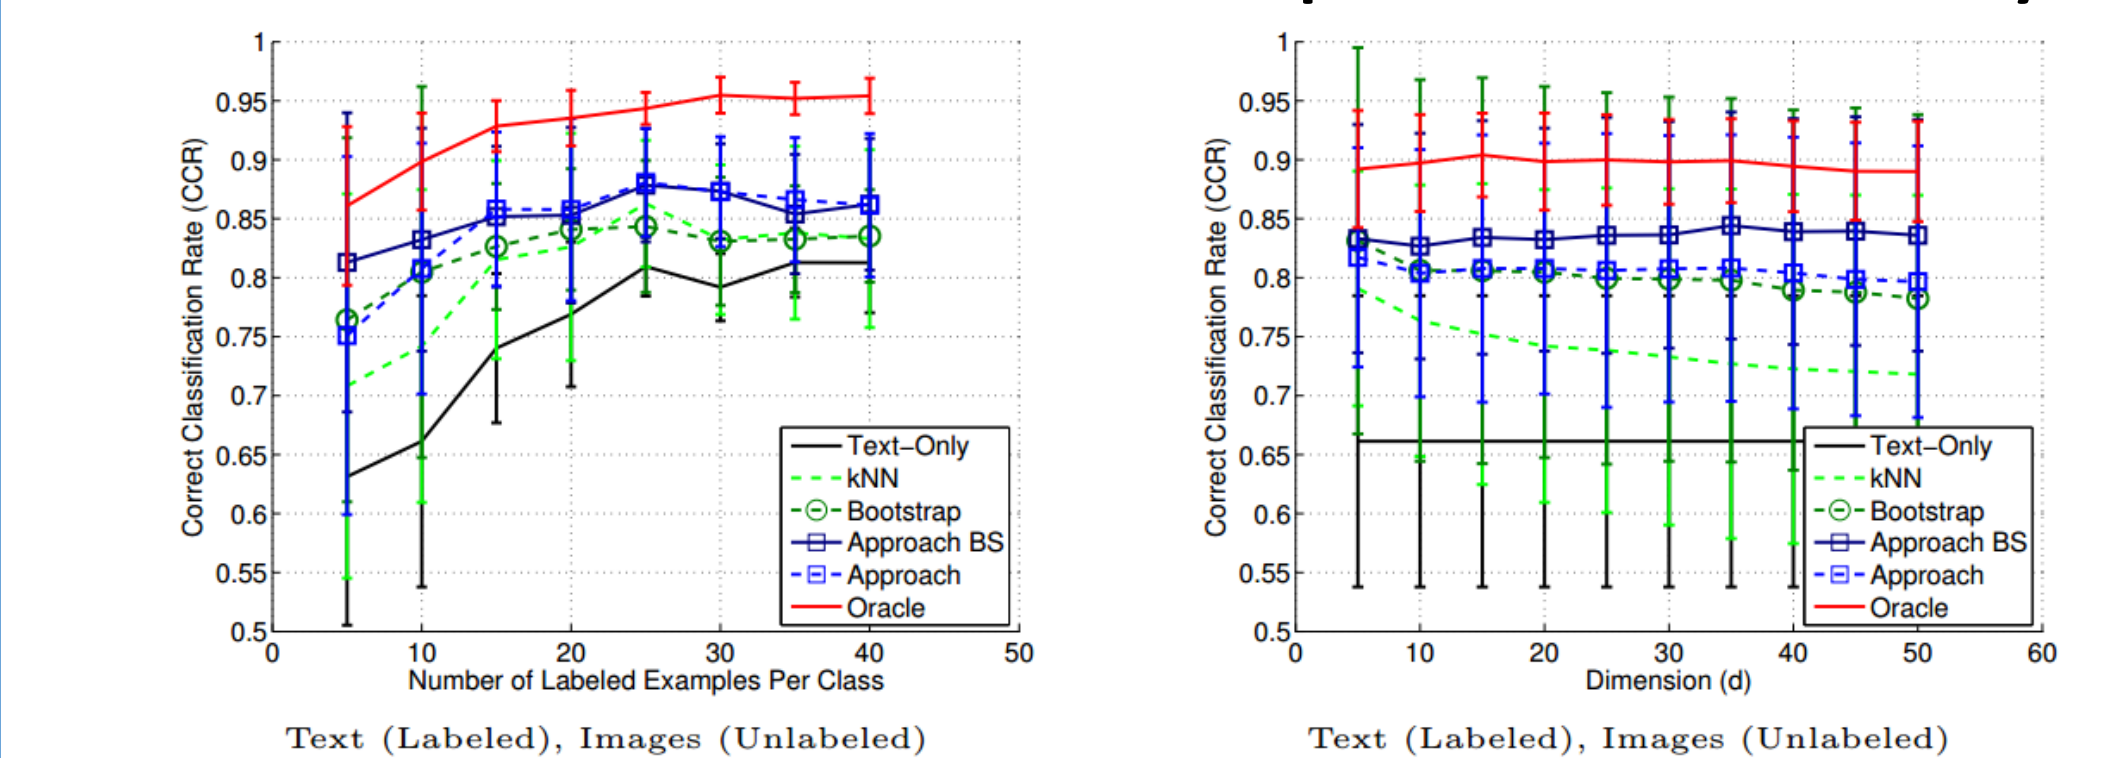 1
0.95
0.9
0.85
0.8
0.75
0.7
0.65
0.6
0.55
0.5
0 10 20 30 40 50
Correct Classification Rate (CCR)
Number of Labeled Examples Per Class
Text-Only
kNN
Bootstrap
Approach BS
Approach
Oracle
Text (Labeled), Images (Unlabeled)
1
0.95
0.9
0.85
0.8
0.75
0.7
0.65
0.6
0.55
0.5
0 10 20 30 40 50 60
Correct Classification Rate (CCR)
Dimension (d)
Text-Only
kNN
Bootstrap
Approach BS
Approach
Oracle
Text (Labeled), Images (Unlabeled)